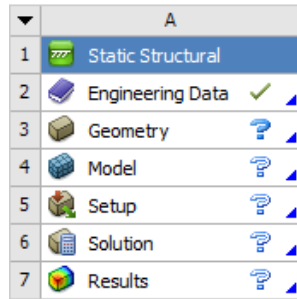 A
1 Static Structural
2 Engineering Data
3 Geometry
4 Model
5 Setup
6 Solution
7 Results